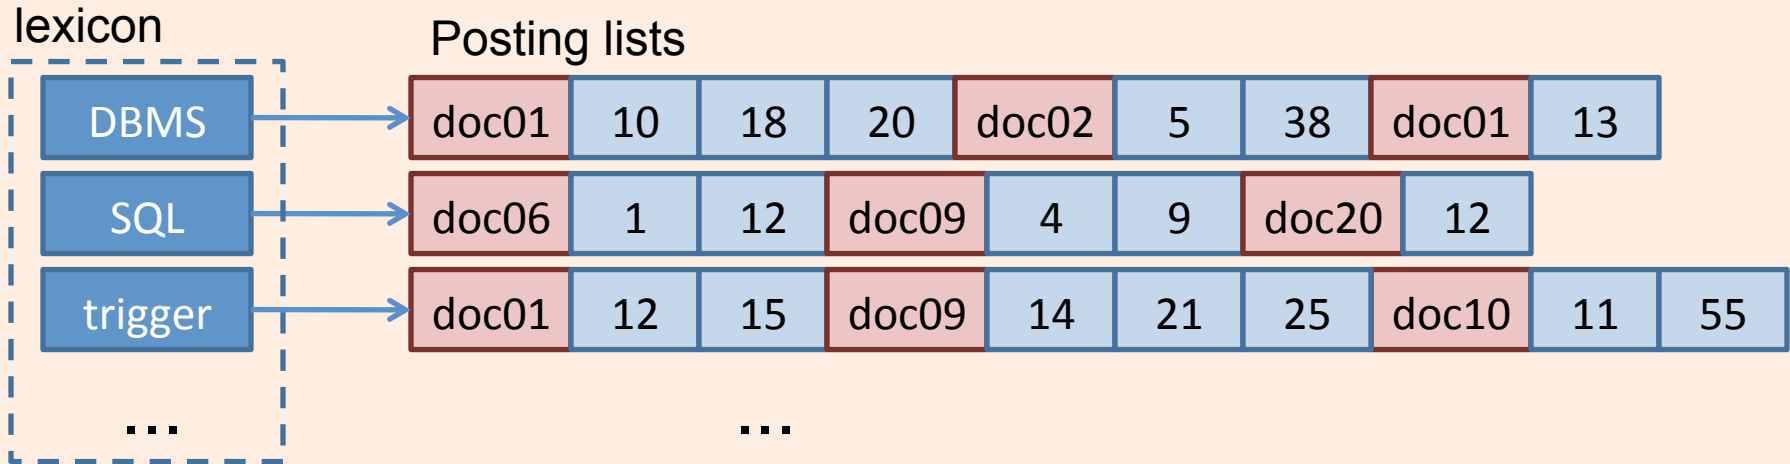 lexicon
Posting lists
DBMS doc01 10 18 20 doc02 5 38 doc01 13
SQL doc06 1 12 doc09 4 9 doc20 12
trigger doc01 12 15 doc09 14 21 25 doc10 11 55
... ...